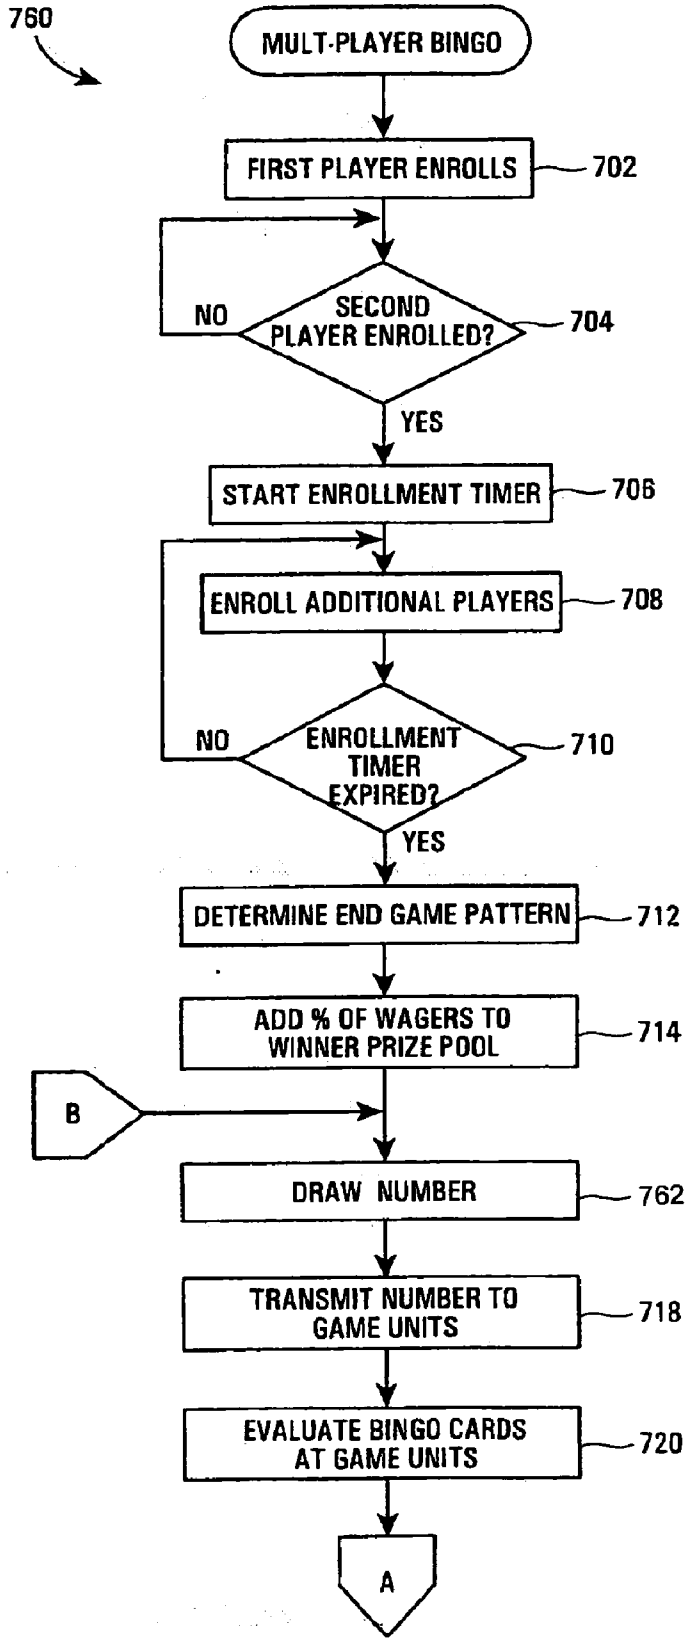 760
MULT-PLAYER BINGO
FIRST PLAYER ENROLLS
702
SECOND
PLAYER ENROLLED?
704
NO
YES
START ENROLLMENT TIMER
706
ENROLL ADDITIONAL PLAYERS
708
ENROLLMENT
TIMER
EXPIRED?
710
NO
YES
DETERMINE END GAME PATTERN
712
ADD % OF WAGERS TO
WINNER PRIZE POOL
714
B
DRAW NUMBER
762
TRANSMIT NUMBER TO
GAME UNITS
718
EVALUATE BINGO CARDS
AT GAME UNITS
720
A